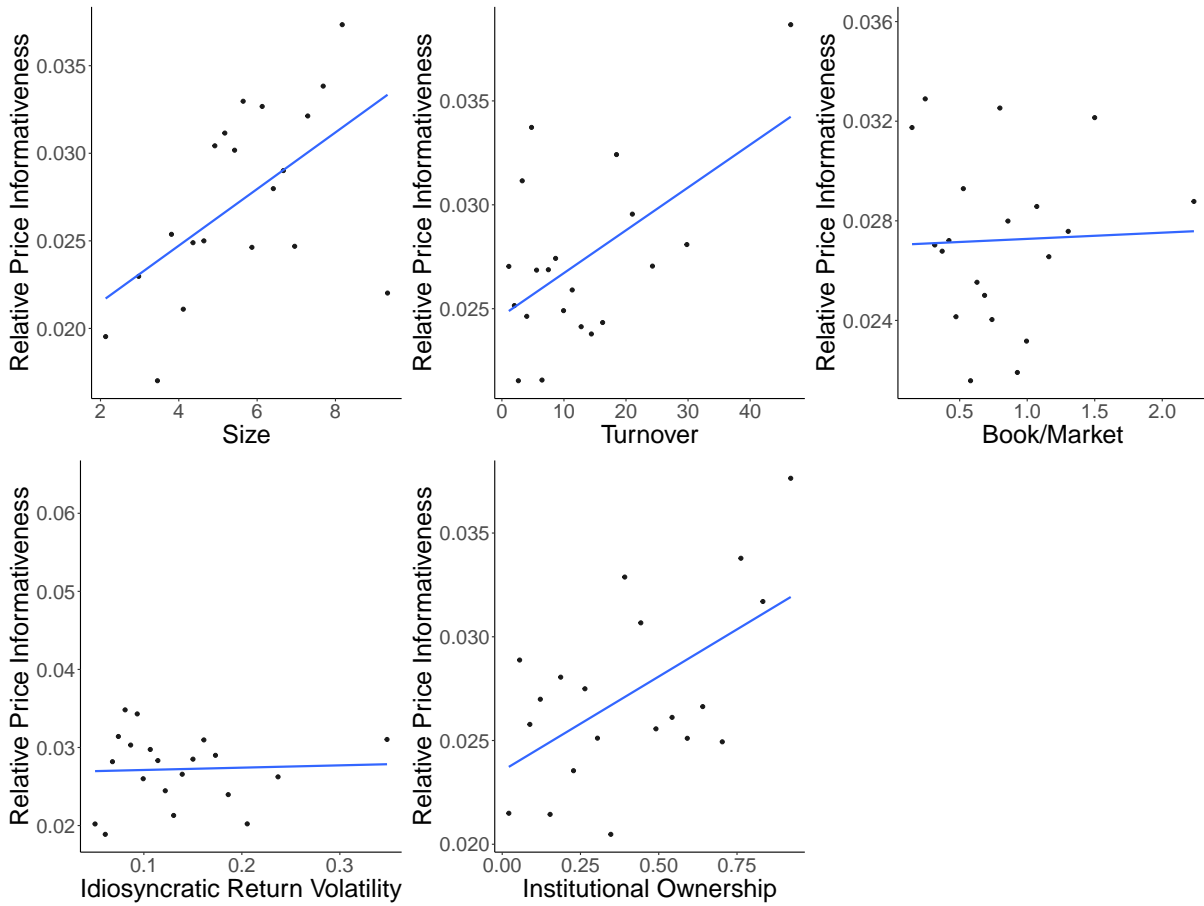 Relative Price Informativeness
0.035
0.030
0.025
0.020
2 4 6 8
Size
Relative Price Informativeness
0.035
0.030
0.025
0 10 20 30 40
Turnover
Relative Price Informativeness
0.036
0.032
0.028
0.024
0.5 1.0 1.5 2.0
Book/Market
Relative Price Informativeness
0.06
0.05
0.04
0.03
0.02
0.1 0.2 0.3
Idiosyncratic Return Volatility
Relative Price Informativeness
0.035
0.030
0.025
0.020
0.00 0.25 0.50 0.75
Institutional Ownership